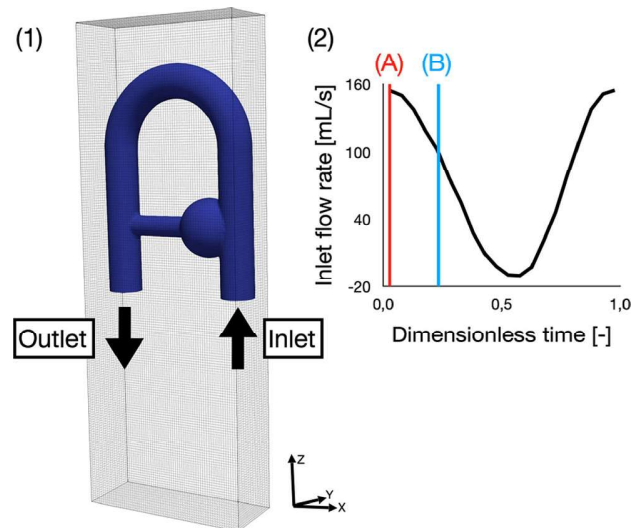 (1)
Outlet
Inlet
Z
Y
X
(2)
(A) (B)
Inlet flow rate [mL/s]
160
100
40
-20
0,0 0,5 1,0
Dimensionless time [-]